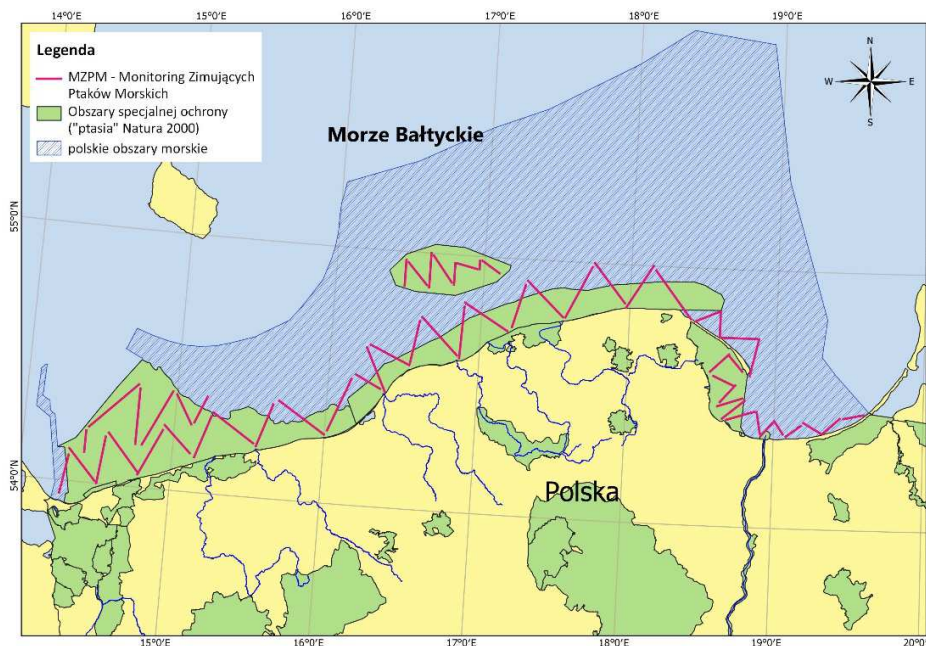 14°0'E 15°0'E 16°0'E 17°0'E 18°0'E 19°0'E
Legenda
MZPM - Monitoring Zimujących
Ptaków Morskich
Obszary specjalnej ochrony
("ptasia" Natura 2000)
polskie obszary morskie
N
W E
S
Morze Bałtyckie
55°0'N
54°0'N
Polska
15°0'E 16°0'E 17°0'E 18°0'E 19°0'E 20°0'